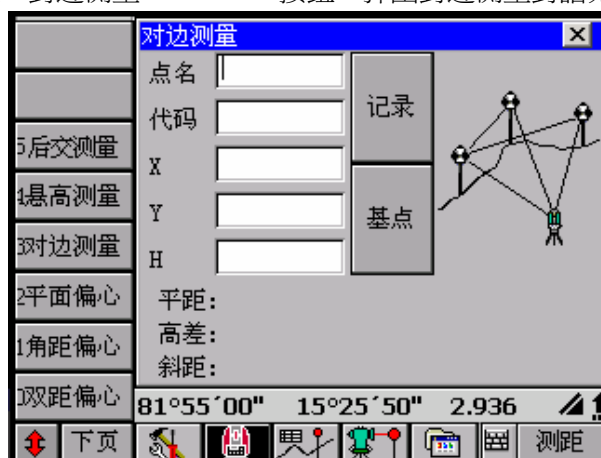 对边测量
点名
代码
X
Y
H
记录
基点
平距:
高差:
斜距:
5后交测量
4悬高测量
3对边测量
2平面偏心
1角距偏心
0双距偏心
81°55′00" 15°25′50" 2.936
下页
测距